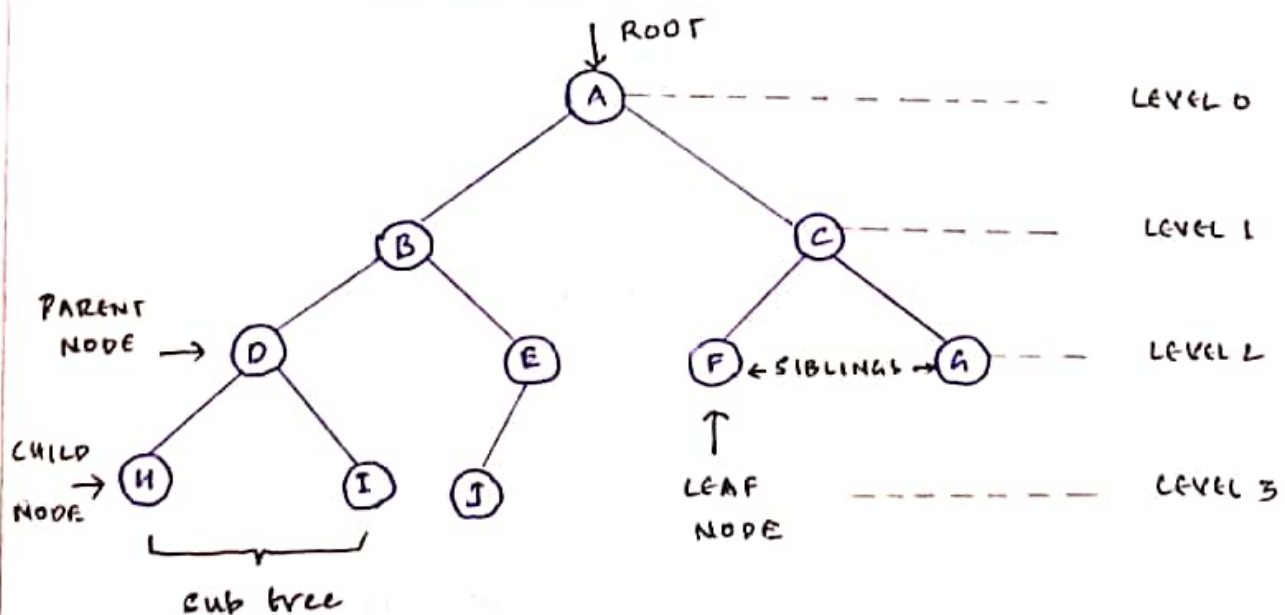 ROOT
A
LEVEL 0
B
C
LEVEL 1
PARENT
NODE
D
E
F
SIBLINGS
G
LEVEL 2
CHILD
NODE
H
I
J
LEAF
NODE
LEVEL 3
sub tree